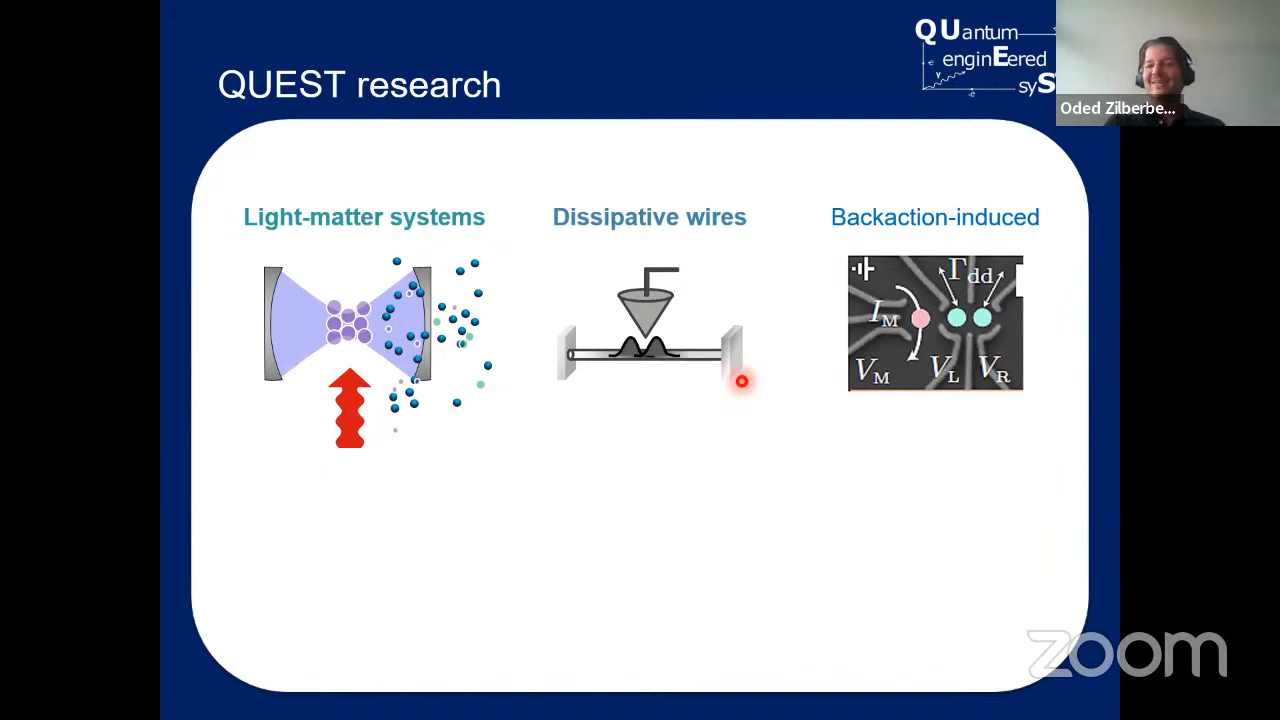 QUEST research
QUantum
enginEered
syS
Oded Zilberbe...
Light-matter systems
Dissipative wires
Backaction-induced
Γdd
IM
VM
VL
VR
zoom